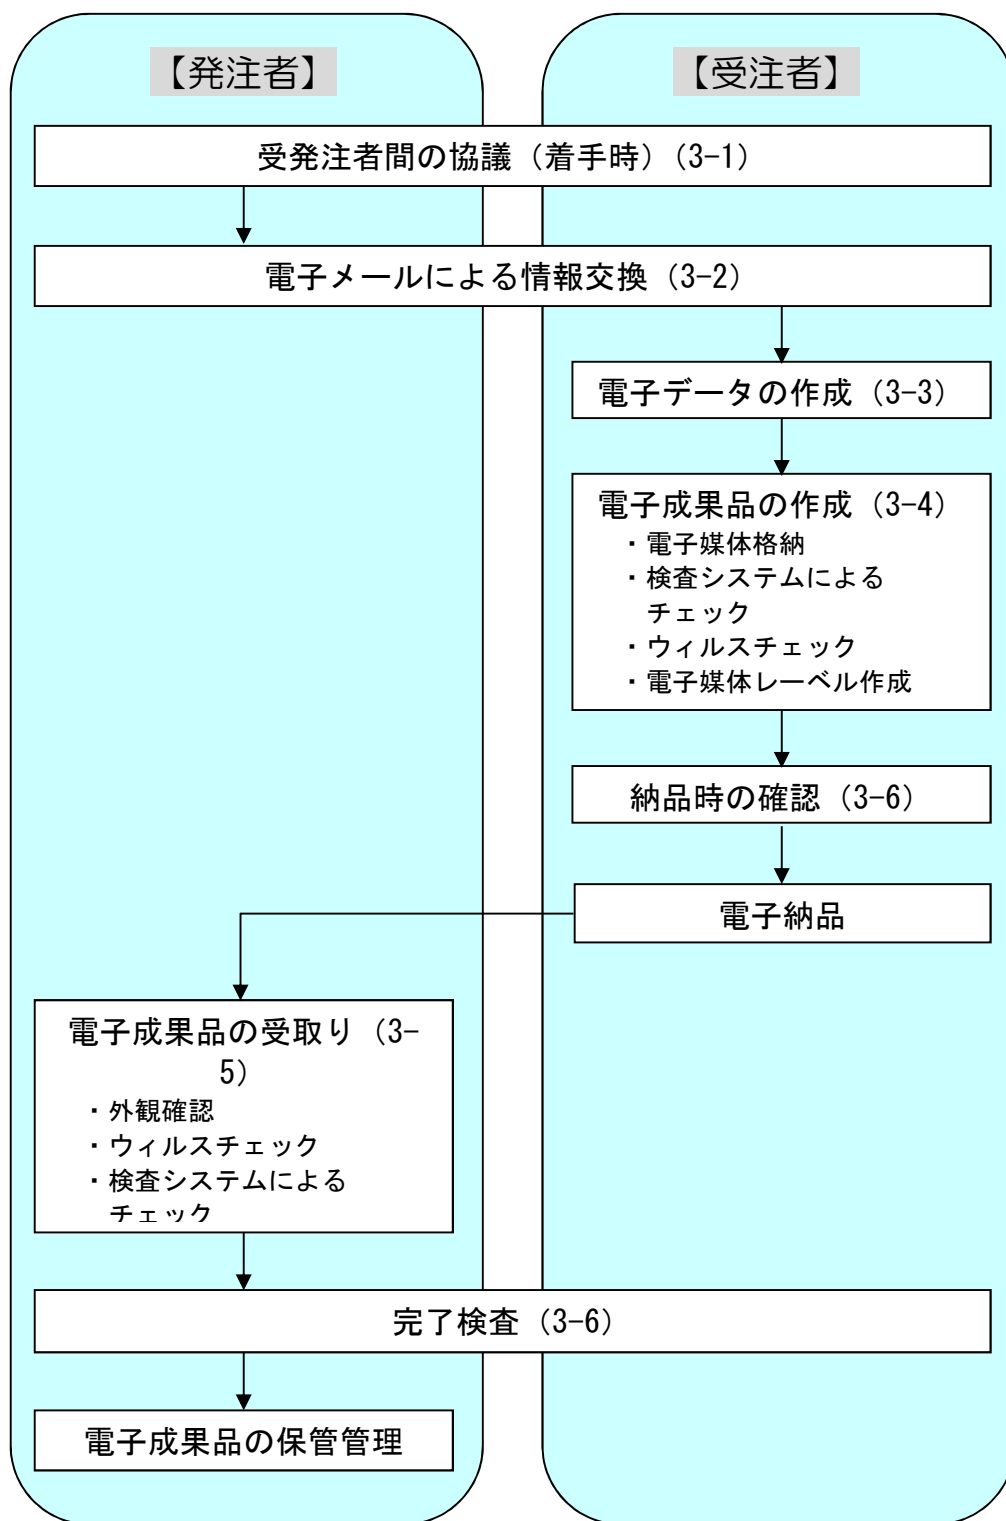 【発注者】
【受注者】
受発注者間の協議（着手時）（3-1）
電子メールによる情報交換（3-2）
電子データの作成（3-3）
電子成果品の作成（3-4）
・電子媒体格納
・検査システムによる
チェック
・ウィルスチェック
・電子媒体レーベル作成
納品時の確認（3-6）
電子納品
電子成果品の受取り（3-
5）
・外観確認
・ウィルスチェック
・検査システムによる
チェック
完了検査（3-6）
電子成果品の保管管理